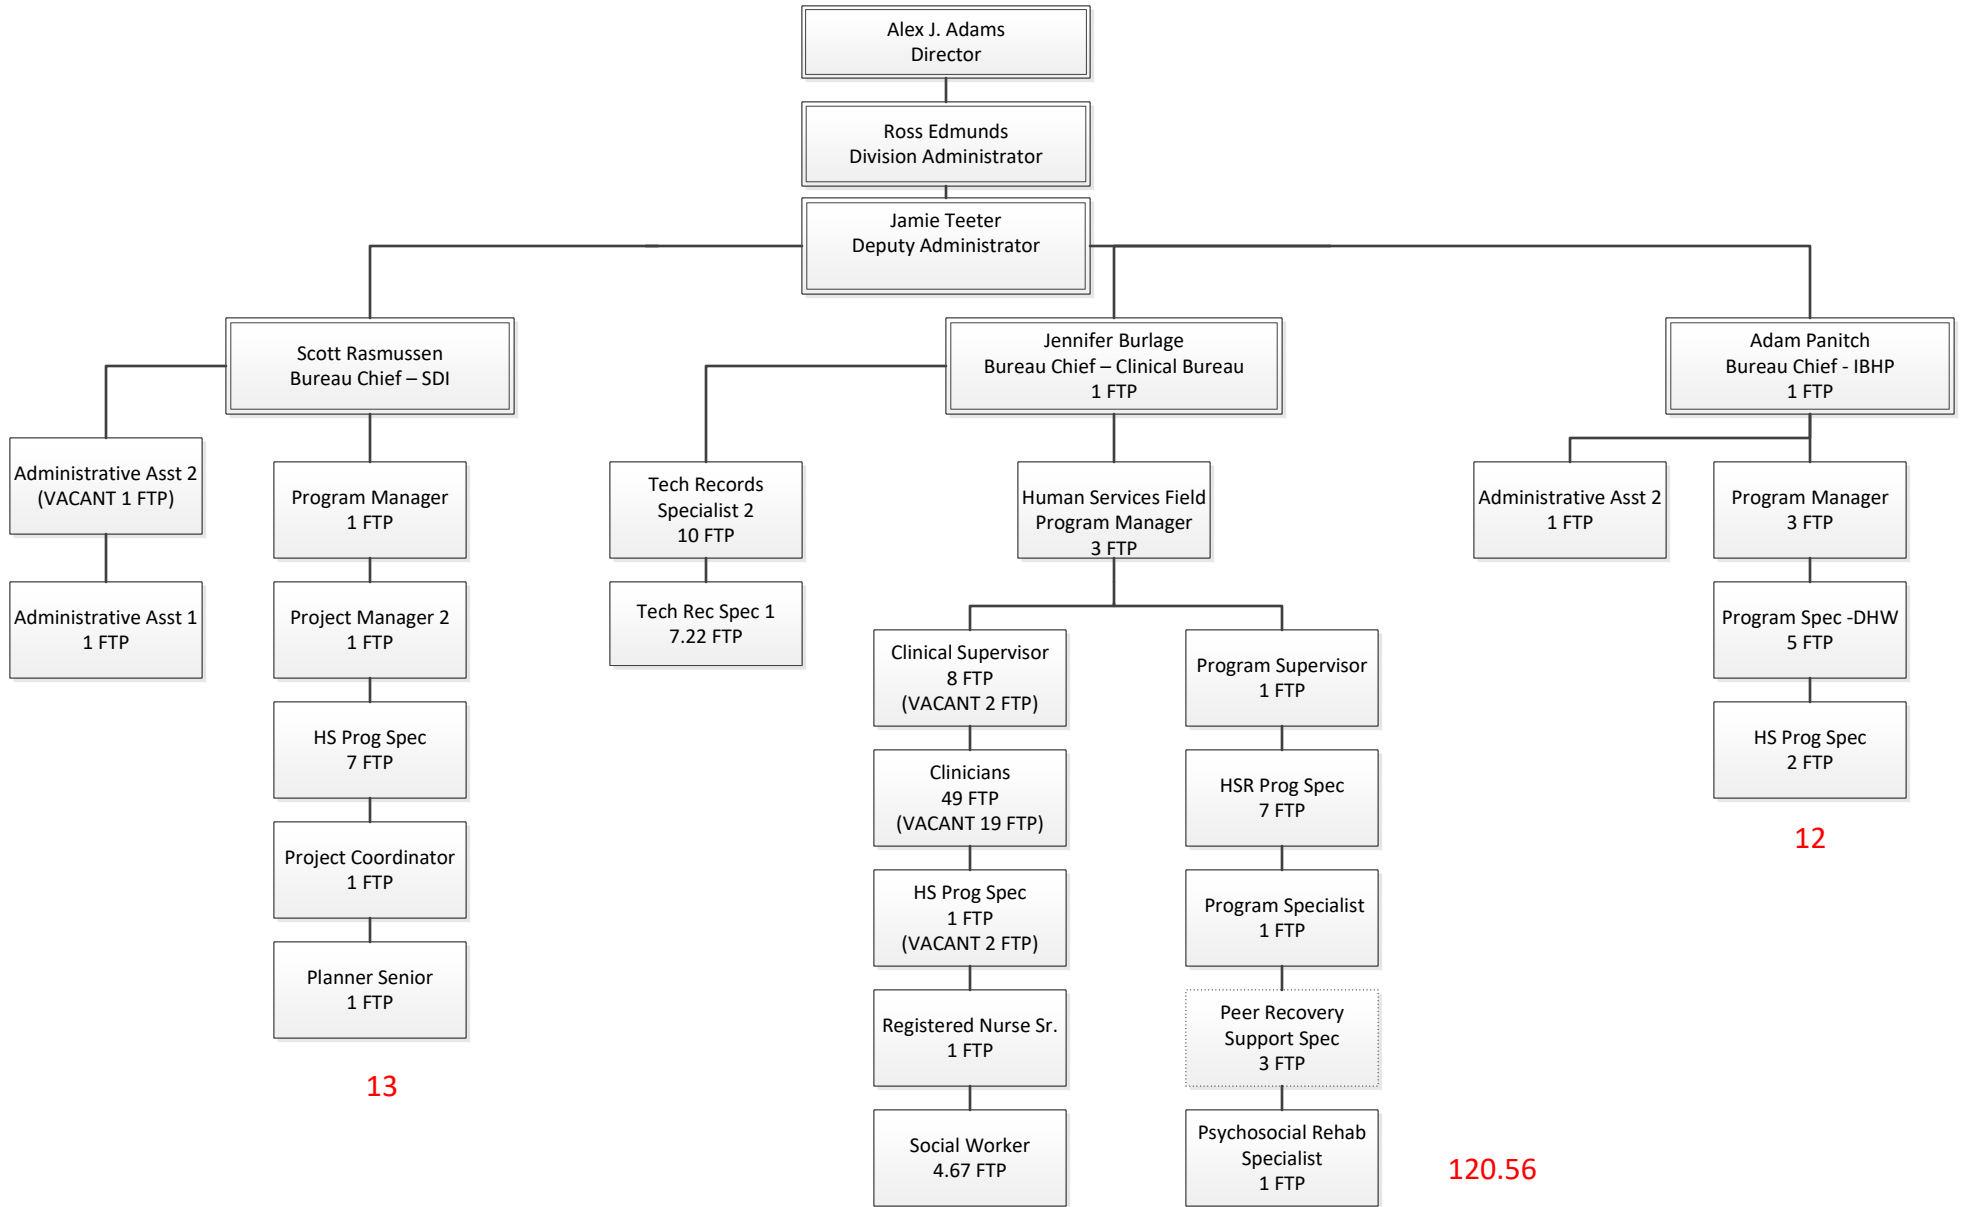 Alex J. Adams
Director
Ross Edmunds
Division Administrator
Jamie Teeter
Deputy Administrator
Scott Rasmussen
Bureau Chief – SDI
Administrative Asst 2
(VACANT 1 FTP)
Administrative Asst 1
1 FTP
Program Manager
1 FTP
Project Manager 2
1 FTP
HS Prog Spec
7 FTP
Project Coordinator
1 FTP
Planner Senior
1 FTP
13
Jennifer Burlage
Bureau Chief – Clinical Bureau
1 FTP
Tech Records
Specialist 2
10 FTP
Tech Rec Spec 1
7.22 FTP
Human Services Field
Program Manager
3 FTP
Clinical Supervisor
8 FTP
(VACANT 2 FTP)
Clinicians
49 FTP
(VACANT 19 FTP)
HS Prog Spec
1 FTP
(VACANT 2 FTP)
Registered Nurse Sr.
1 FTP
Social Worker
4.67 FTP
Program Supervisor
1 FTP
HSR Prog Spec
7 FTP
Program Specialist
1 FTP
Peer Recovery
Support Spec
3 FTP
Psychosocial Rehab
Specialist
1 FTP
120.56
Adam Panitch
Bureau Chief - IBHP
1 FTP
Administrative Asst 2
1 FTP
Program Manager
3 FTP
Program Spec -DHW
5 FTP
HS Prog Spec
2 FTP
12